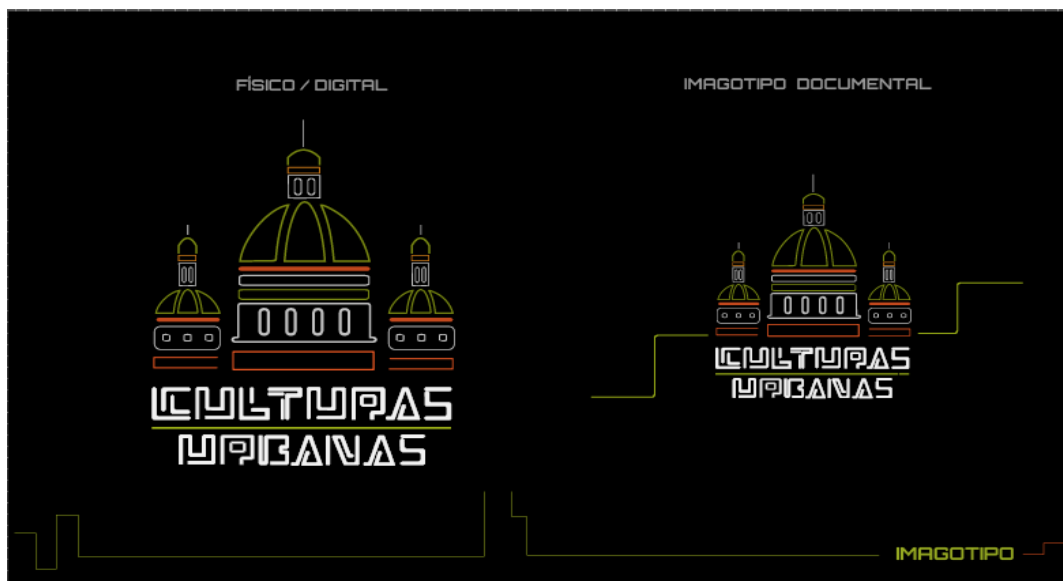 FÍSICO / DIGITAL
CULTURAS
URBANAS
IMAGOTIPO DOCUMENTAL
CULTURAS
URBANAS
IMAGOTIPO